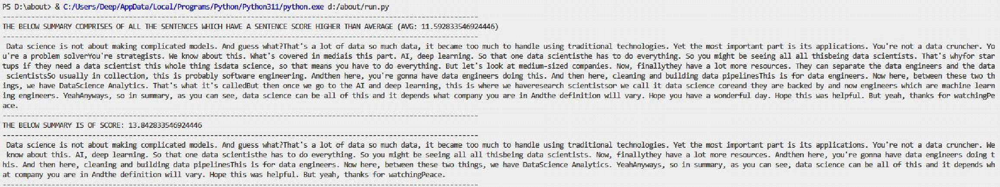 PS D:\about> & C:/Users/Deep/AppData/Local/Programs/Python/Python311/python.exe d:/about/run.py
----------------------------------------------------------------------------------------------------------------------------------------------
THE BELOW SUMMARY COMPRISES OF ALL THE SENTENCES WHICH HAVE A SENTENCE SCORE HIGHER THAN AVERAGE (AVG: 11.592833546924446)
----------------------------------------------------------------------------------------------------------------------------------------------
 Data science is not about making complicated models. And guess what?That's a lot of data so much data, it became too much to handle using traditional technologies. Yet the most important part is its applications. You're not a data cruncher. Yo
u're a problem solverYou're strategists. We know about this. What's covered in mediais this part. AI, deep learning. So that one data scientisthe has to do everything. So you might be seeing all all thisbeing data scientists. That's whyfor star
tups if they need a data scientist this whole thing isdata science, so that means you have to do everything. But let's look at medium-sized companies. Now, finallythey have a lot more resources. They can separate the data engineers and the data
 scientistsSo usually in collection, this is probably software engineering. Andthen here, you're gonna have data engineers doing this. And then here, cleaning and building data pipelinesThis is for data engineers. Now here, between these two th
ings, we have DataScience Analytics. That's what it's calledBut then once we go to the AI and deep learning, this is where we haveresearch scientistsor we call it data science coreand they are backed by and now engineers which are machine learn
ing engineers. YeahAnyways, so in summary, as you can see, data science can be all of this and it depends what company you are in Andthe definition will vary. Hope you have a wonderful day. Hope this was helpful. But yeah, thanks for watchingPe
ace.
----------------------------------------------------------------------------------------------------------------------------------------------
THE BELOW SUMMARY IS OF SCORE: 13.842833546924446
----------------------------------------------------------------------------------------------------------------------------------------------
 Data science is not about making complicated models. And guess what?That's a lot of data so much data, it became too much to handle using traditional technologies. Yet the most important part is its applications. You're not a data cruncher. We
 know about this. AI, deep learning. So that one data scientisthe has to do everything. So you might be seeing all all thisbeing data scientists. Now, finallythey have a lot more resources. Andthen here, you're gonna have data engineers doing t
his. And then here, cleaning and building data pipelinesThis is for data engineers. Now here, between these two things, we have DataScience Analytics. YeahAnyways, so in summary, as you can see, data science can be all of this and it depends wh
at company you are in Andthe definition will vary. Hope this was helpful. But yeah, thanks for watchingPeace.
----------------------------------------------------------------------------------------------------------------------------------------------